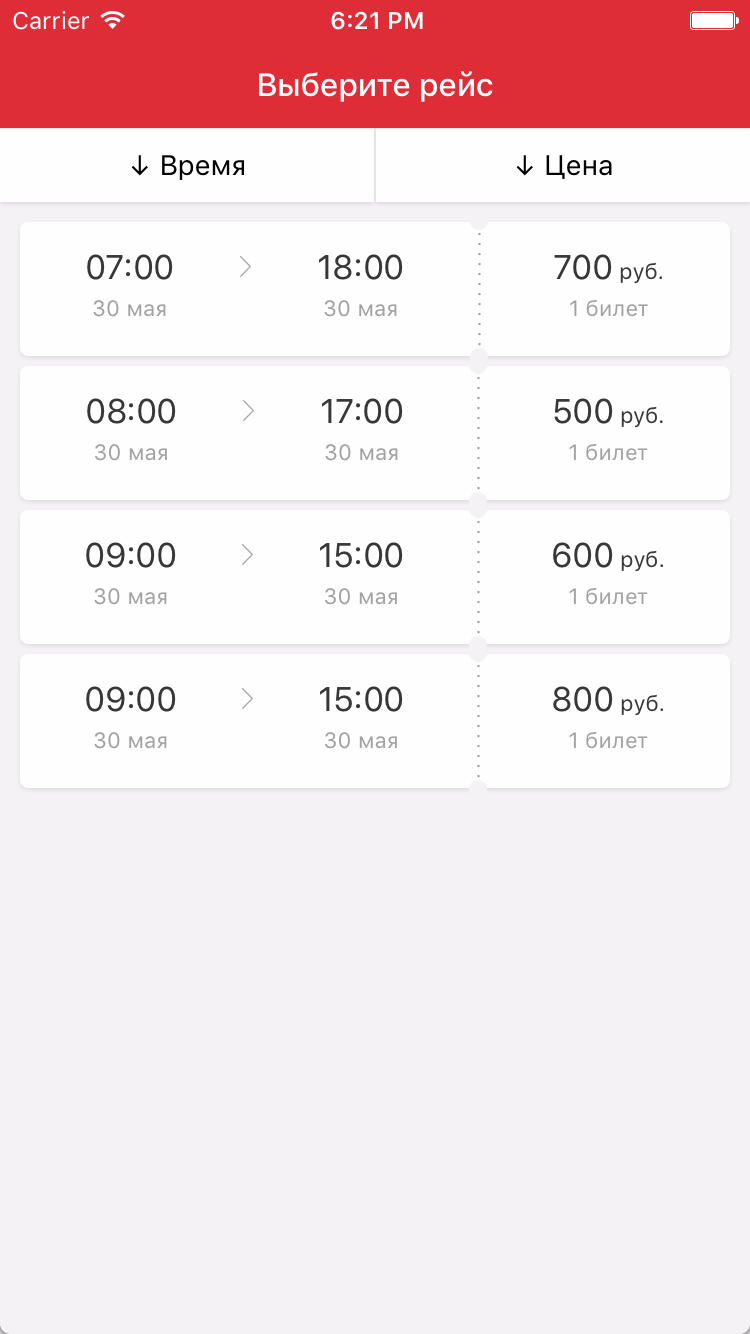 Carrier 6:21 PM
Выберите рейс
↓ Время ↓ Цена
07:00 > 18:00 700 руб.
30 мая 30 мая 1 билет
08:00 > 17:00 500 руб.
30 мая 30 мая 1 билет
09:00 > 15:00 600 руб.
30 мая 30 мая 1 билет
09:00 > 15:00 800 руб.
30 мая 30 мая 1 билет